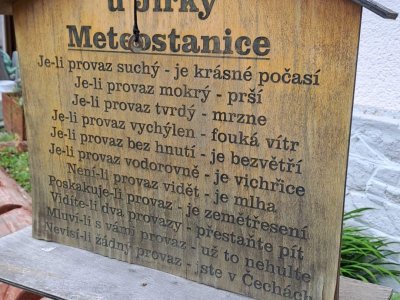 u Jirky
Meteostanice
Je-li provaz suchý - je krásné počasí
Je-li provaz mokrý - prší
Je-li provaz tvrdý - mrzne
Je-li provaz vychýlen - fouká vítr
Je-li provaz bez hnutí - je bezvětří
Je-li provaz vodorovně - je vichřice
Není-li provaz vidět - je mlha
Poskakuje-li provaz - je zemětřesení
Vidíte-li dva provazy - přestaňte pít
Mluví-li s vámi provaz - už to nehulte
Nevisí-li žádný provaz - ste v Čechách